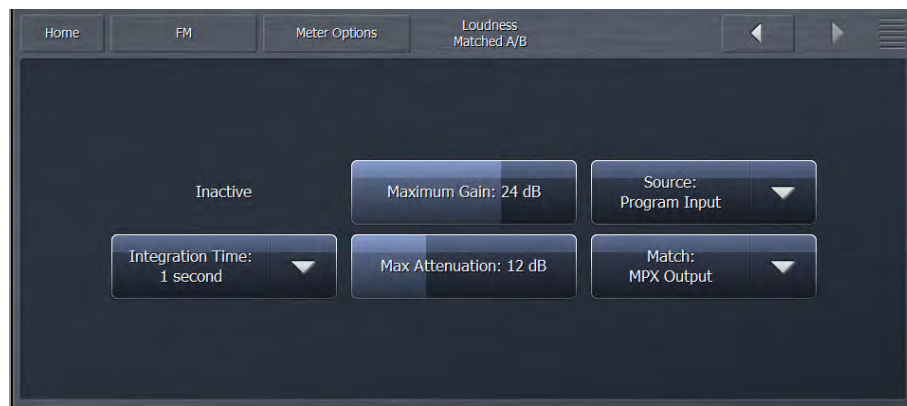 Home
FM
Meter Options
Loudness
Matched A/B
Inactive
Maximum Gain: 24 dB
Source:
Program Input
Integration Time:
1 second
Max Attenuation: 12 dB
Match:
MPX Output